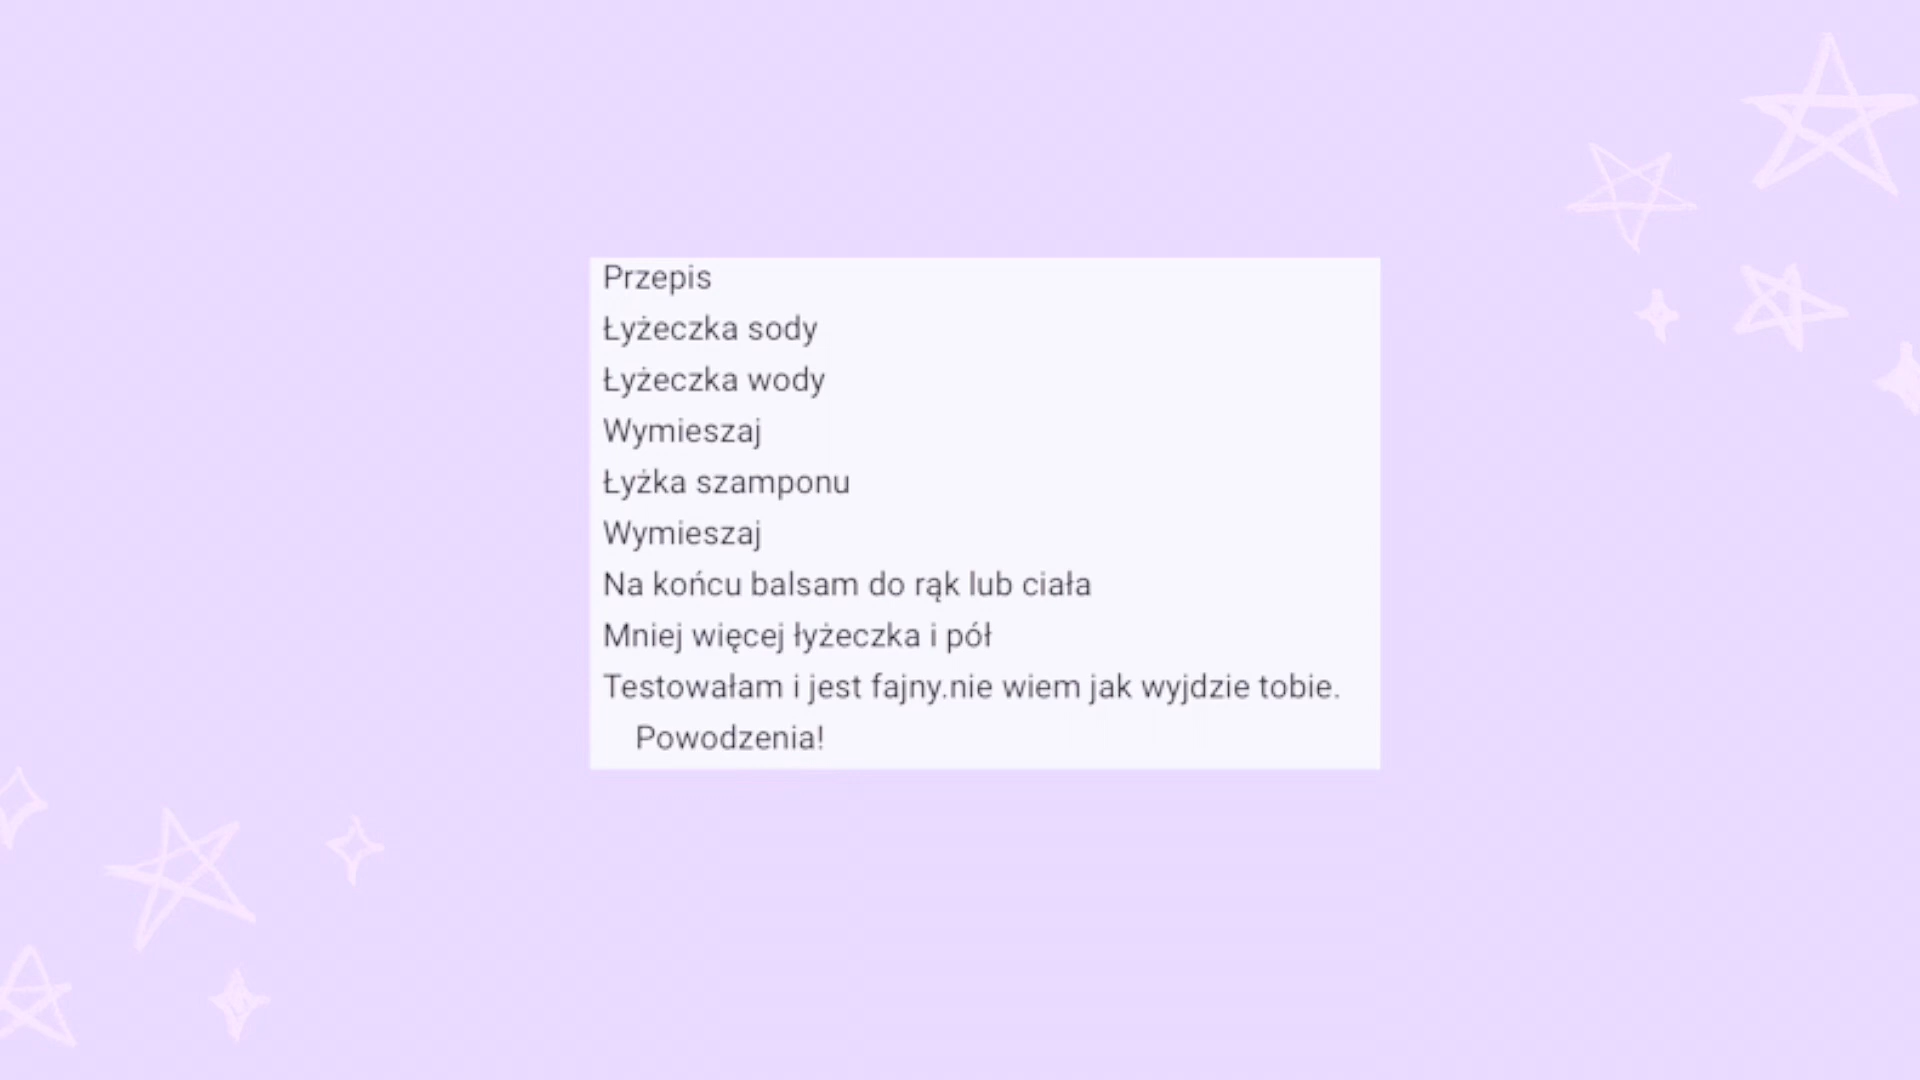 Przepis
Łyżeczka sody
Łyżeczka wody
Wymieszaj
Łyżka szamponu
Wymieszaj
Na końcu balsam do rąk lub ciała
Mniej więcej łyżeczka i pół
Testowałam i jest fajny.nie wiem jak wyjdzie tobie.
Powodzenia!